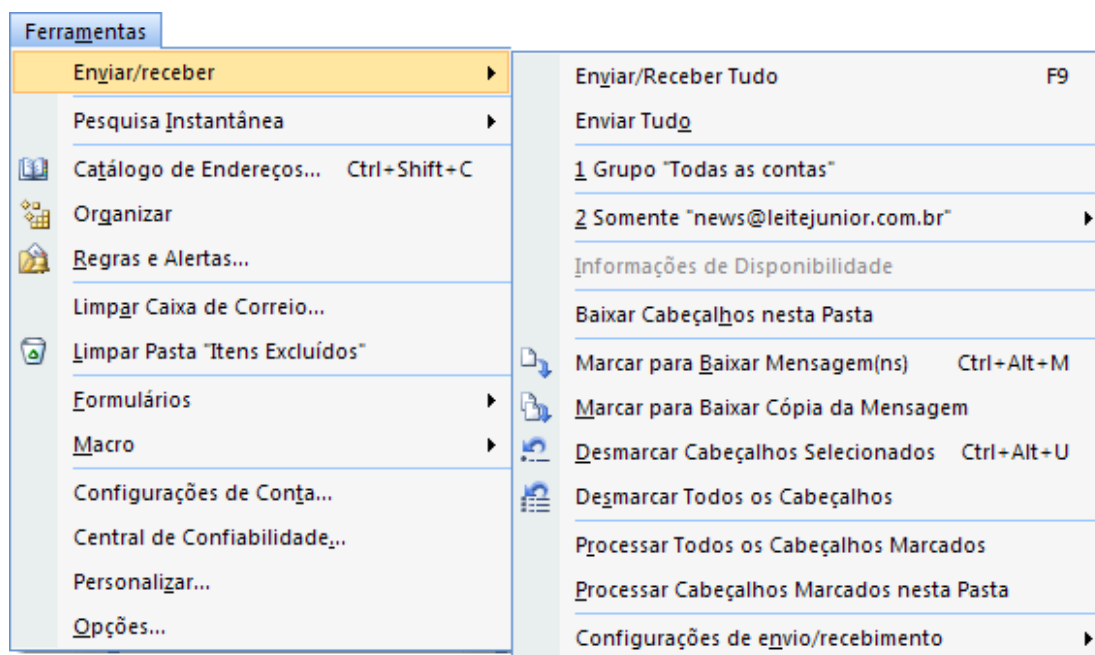 Ferramentas
Enviar/receber
Pesquisa Instantânea
Catálogo de Endereços... Ctrl+Shift+C
Organizar
Regras e Alertas...
Limpar Caixa de Correio...
Limpar Pasta "Itens Excluídos"
Formulários
Macro
Configurações de Conta...
Central de Confiabilidade...
Personalizar...
Opções...
Enviar/Receber Tudo F9
Enviar Tudo
1 Grupo "Todas as contas"
2 Somente "news@leitejunior.com.br"
Informações de Disponibilidade
Baixar Cabeçalhos nesta Pasta
Marcar para Baixar Mensagem(ns) Ctrl+Alt+M
Marcar para Baixar Cópia da Mensagem
Desmarcar Cabeçalhos Selecionados Ctrl+Alt+U
Desmarcar Todos os Cabeçalhos
Processar Todos os Cabeçalhos Marcados
Processar Cabeçalhos Marcados nesta Pasta
Configurações de envio/recebimento